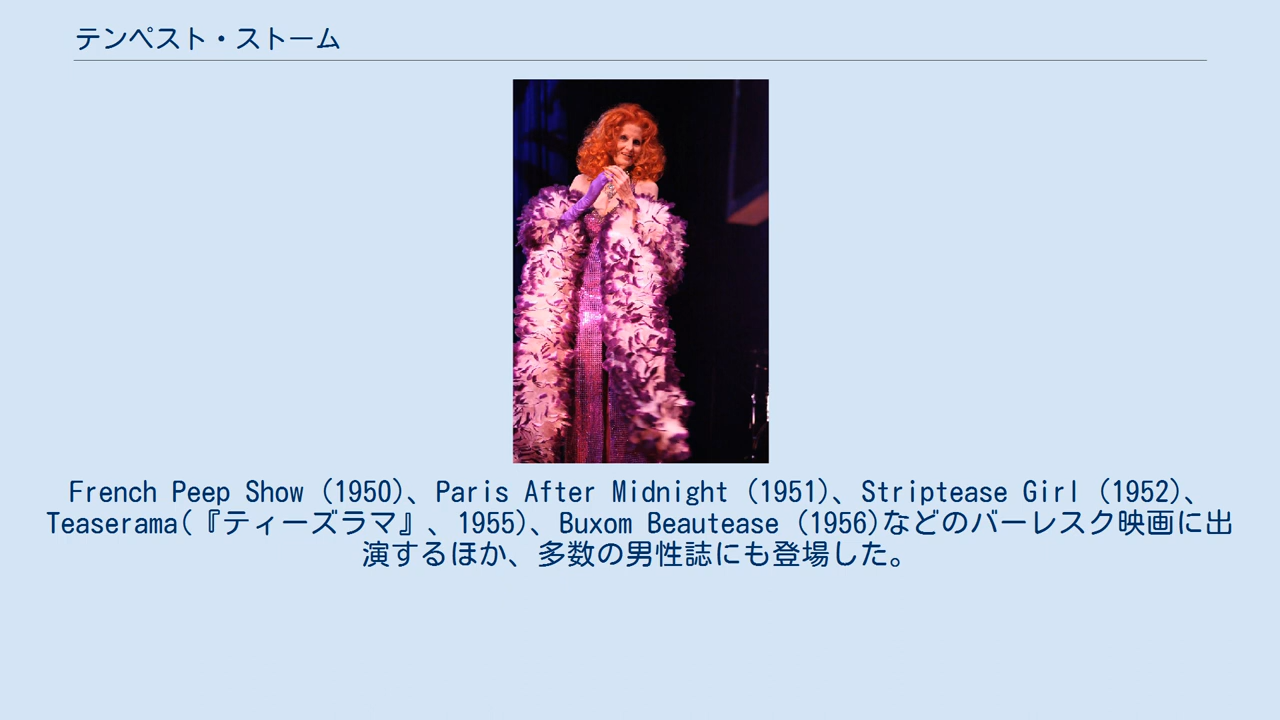 テンペスト・ストーム
French Peep Show (1950)、Paris After Midnight (1951)、Striptease Girl (1952)、
Teaserama(『ティーズラマ』、1955)、Buxom Beautease (1956)などのバーレスク映画に出
演するほか、多数の男性誌にも登場した。